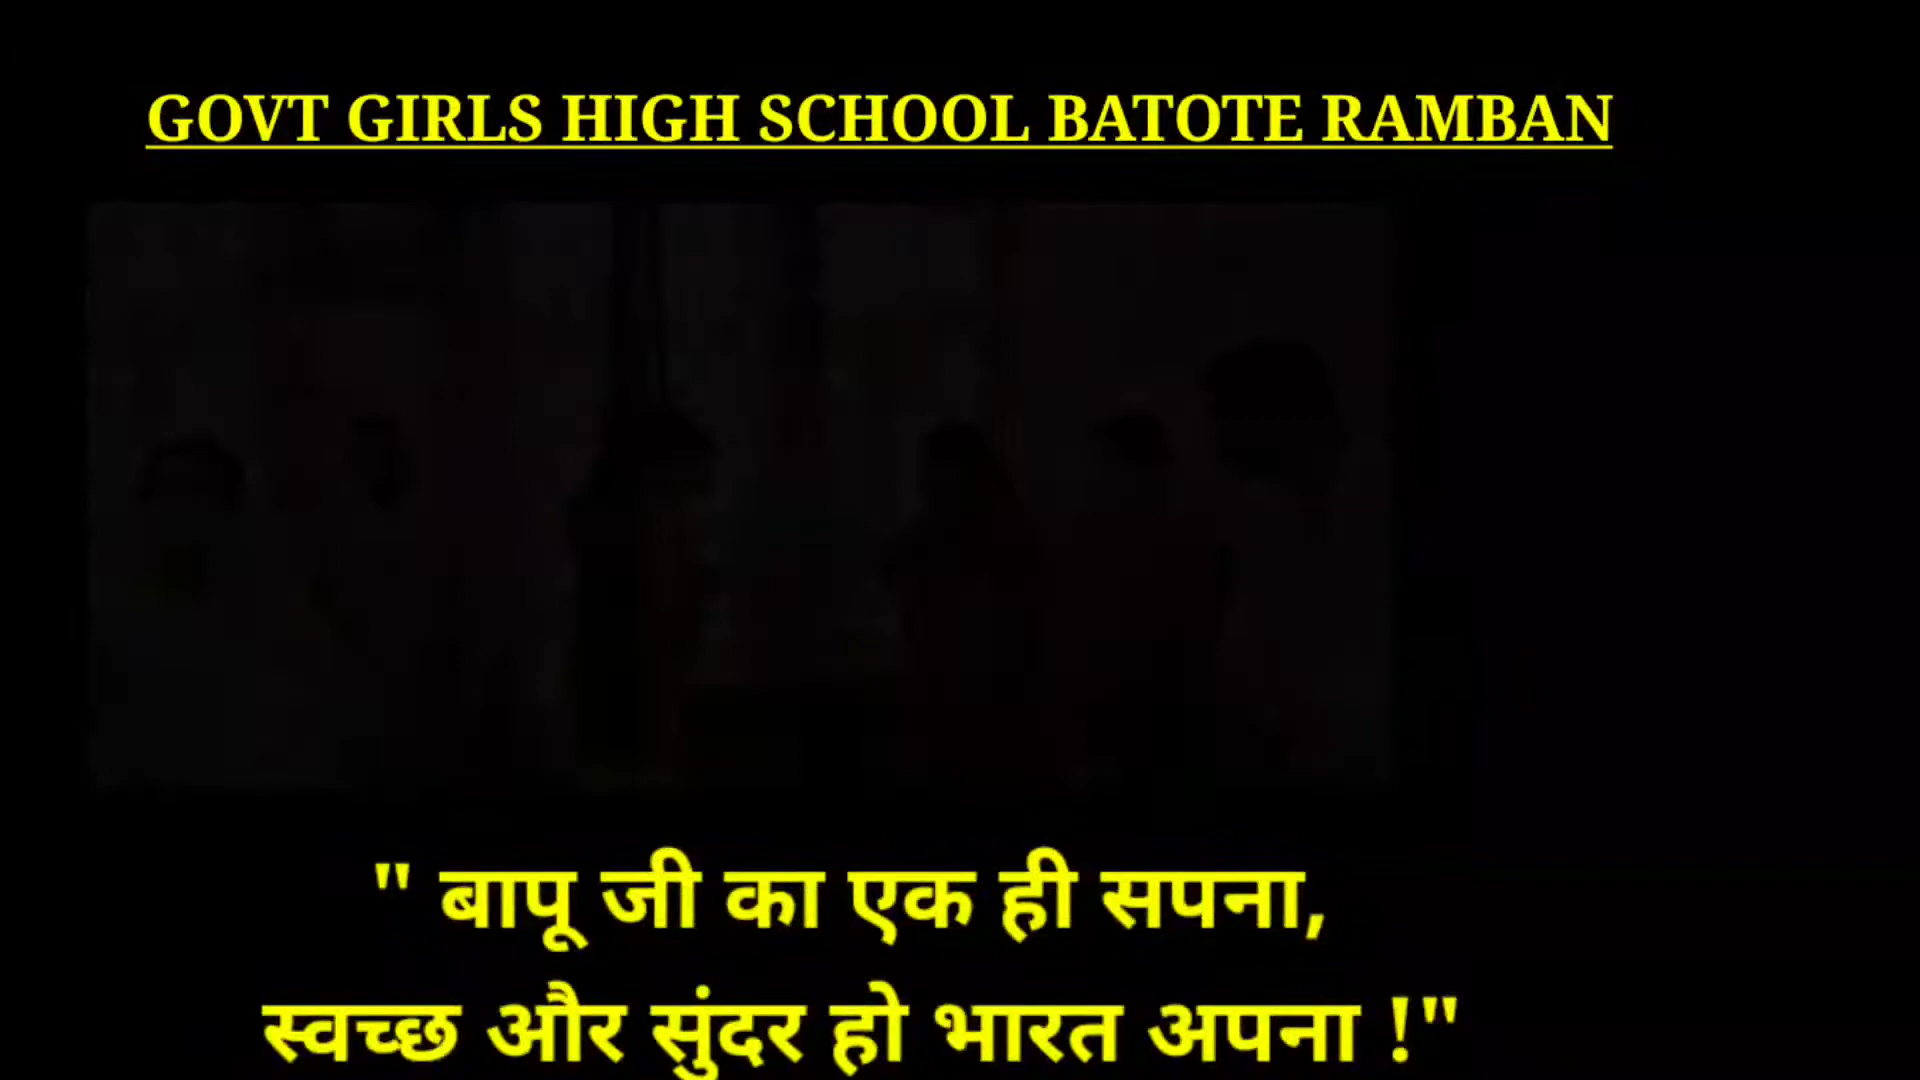 GOVT GIRLS HIGH SCHOOL BATOTE RAMBAN
" बापू जी का एक ही सपना,
स्वच्छ और सुंदर हो भारत अपना !"